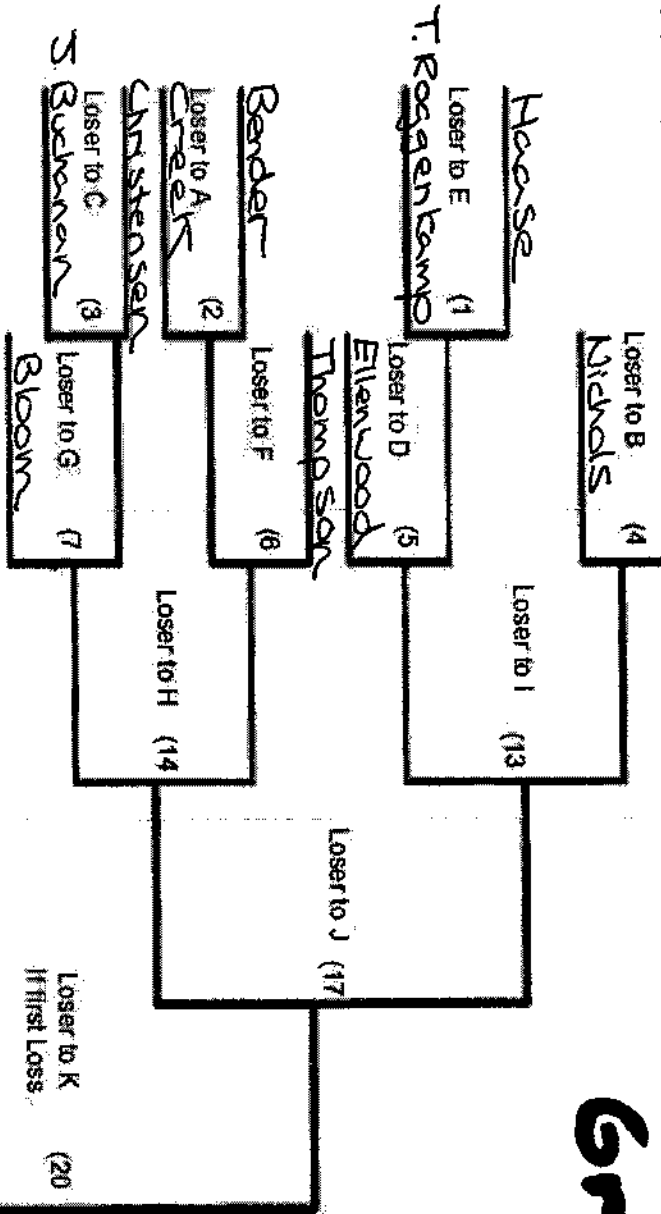 Haase
Loser to E (1
T. Roggenkamp
Bender
Loser to A (2
Creek
Christensen
Loser to C (3
J. Buchanan
Loser to B (4
Nichols
Loser to D (5
Ellenwood
Thompson
Loser to F (6
Loser to G (7
Bloom
Loser to I (13
Loser to H (14
Loser to J (17
Loser to K
If first Loss (20